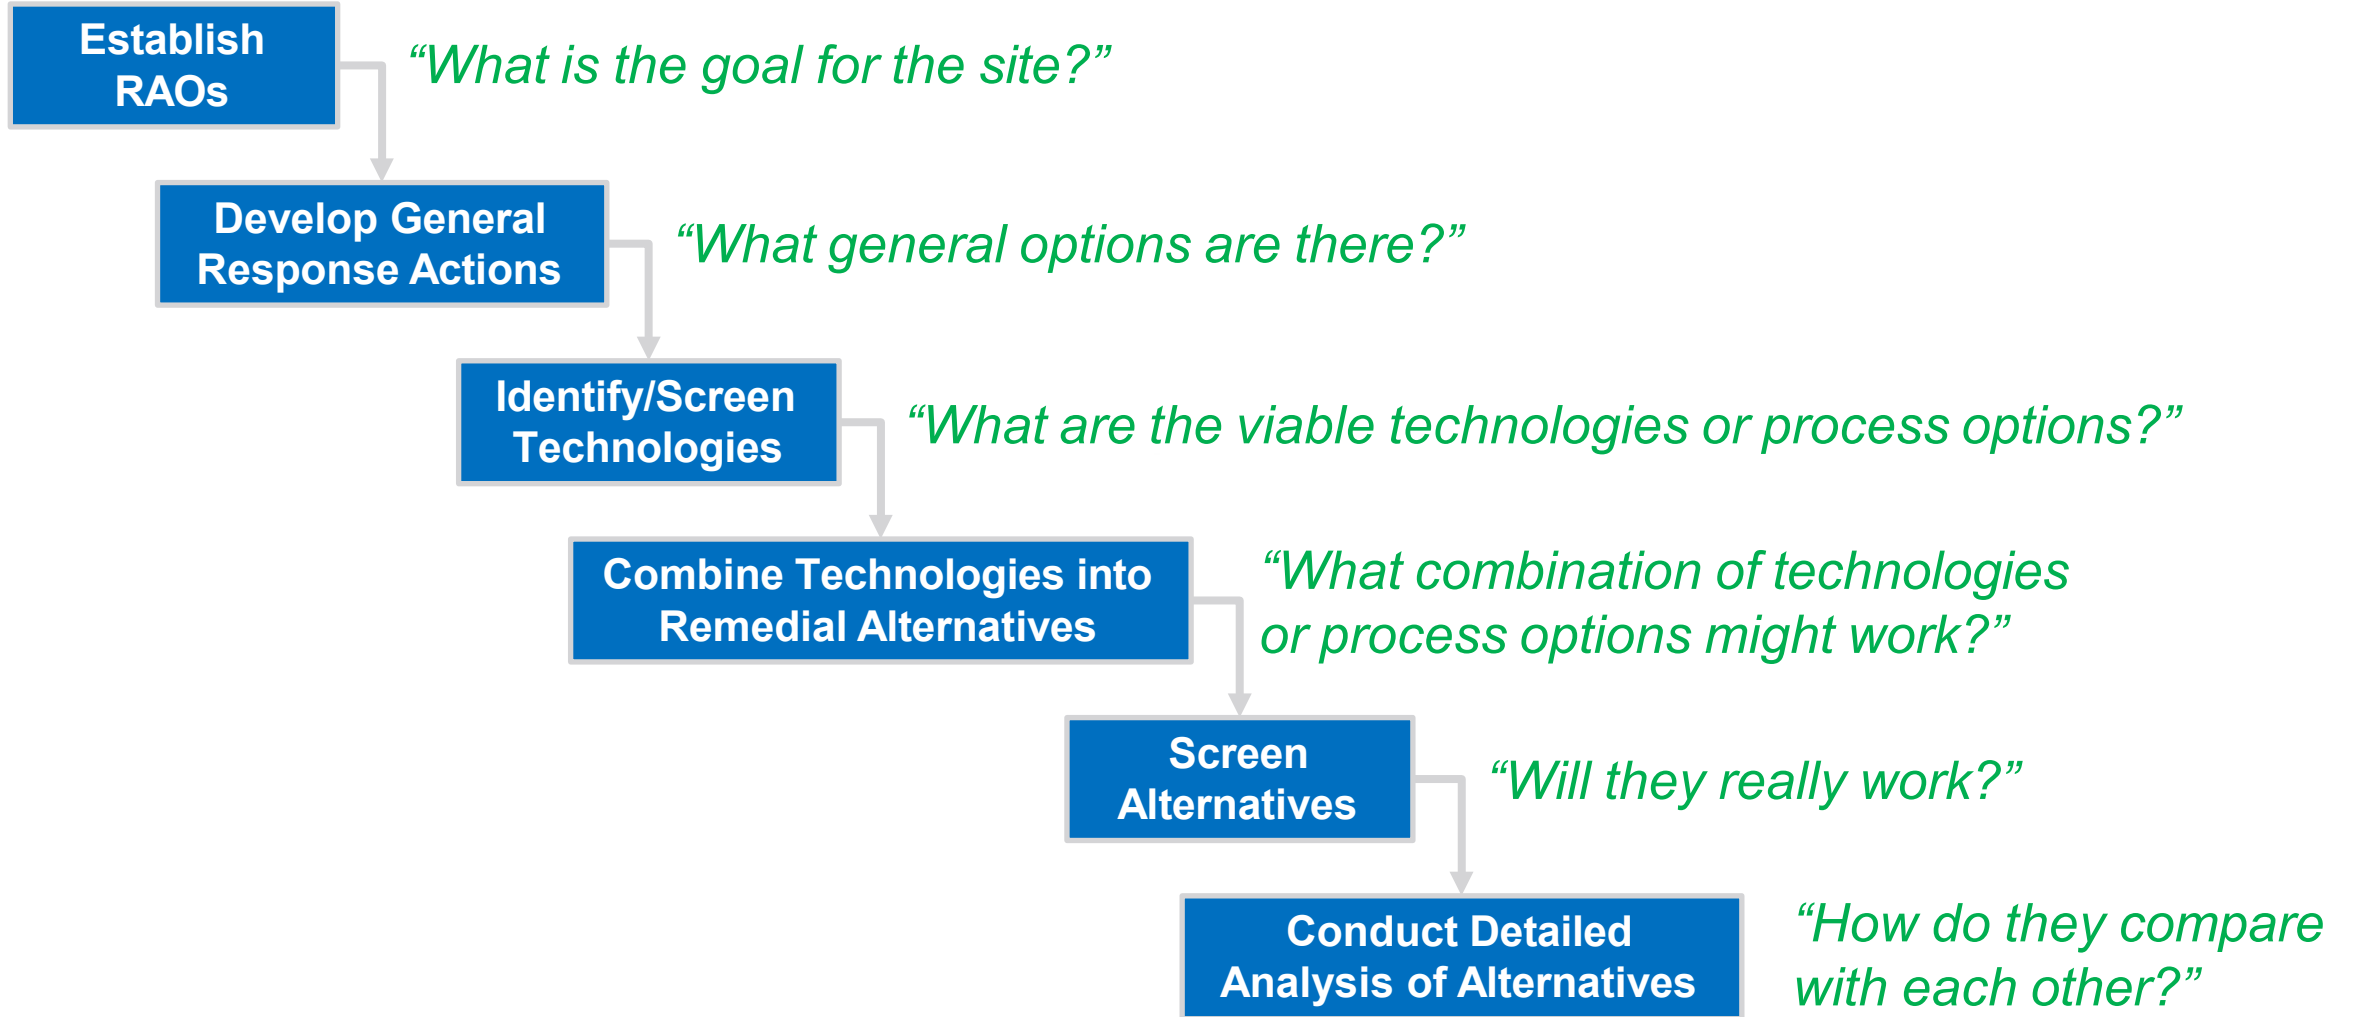 Establish
RAOs
“What is the goal for the site?”
Develop General
Response Actions
“What general options are there?”
Identify/Screen
Technologies
“What are the viable technologies or process options?”
Combine Technologies into
Remedial Alternatives
“What combination of technologies
or process options might work?”
Screen
Alternatives
“Will they really work?”
Conduct Detailed
Analysis of Alternatives
“How do they compare
with each other?”